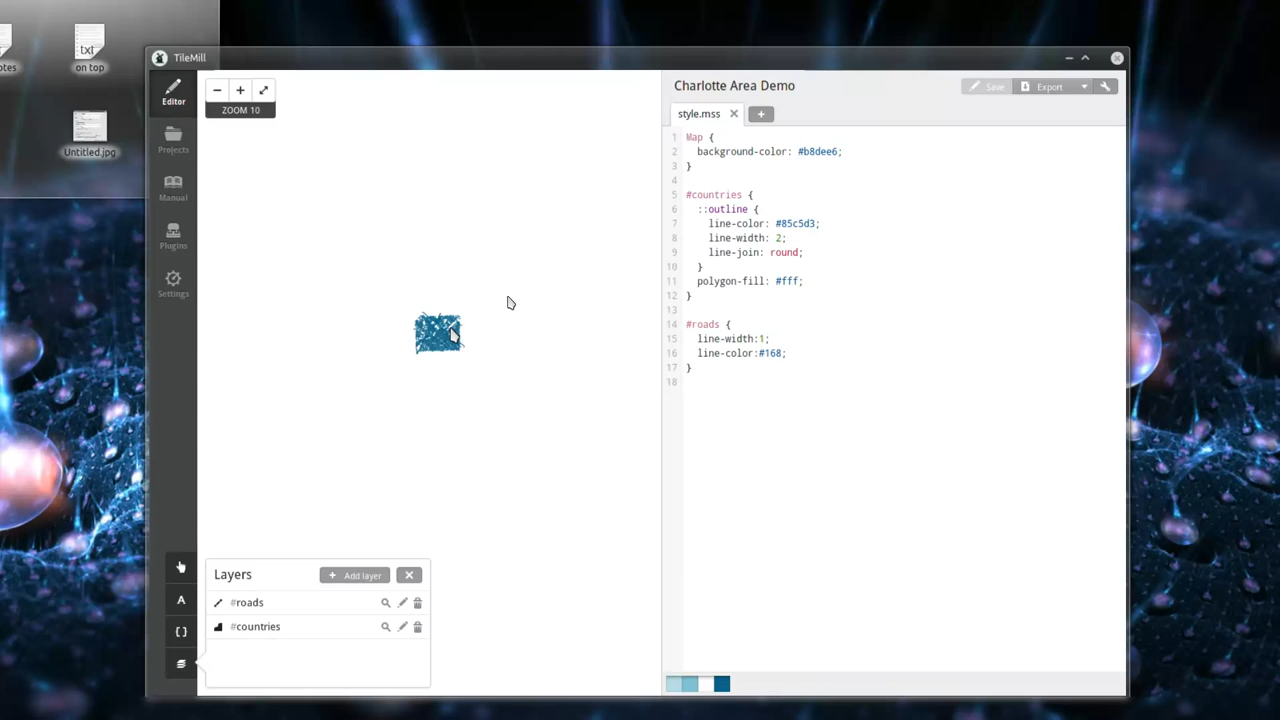 otes
txt
on top
Untitled.jpg
TileMill
Editor
Projects
Manual
Plugins
Settings
A
ZOOM 10
Layers
Add layer
#roads
#countries
Charlotte Area Demo
Save
Export
style.mss
1 Map {
2 background-color: #b8dee6;
3 }
4
5 #countries {
6 ::outline {
7 line-color: #85c5d3;
8 line-width: 2;
9 line-join: round;
10 }
11 polygon-fill: #fff;
12 }
13
14 #roads {
15 line-width:1;
16 line-color:#168;
17 }
18